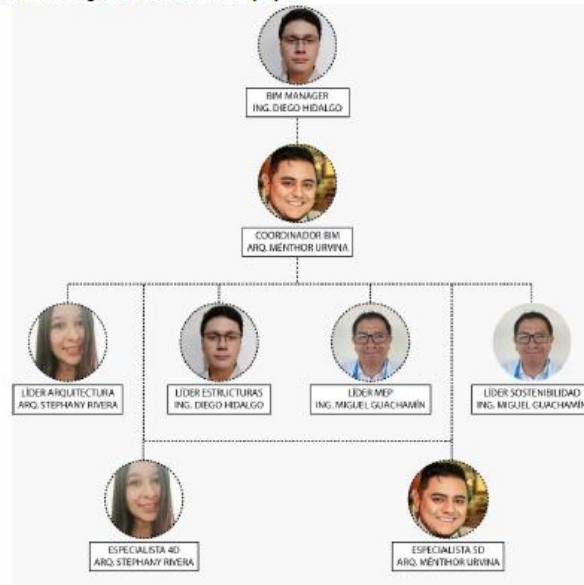 BIM MANAGER
ING. DIEGO HIDALGO
COORDINADOR BIM
ARQ. MÉNTHOR URVINA
LÍDER ARQUITECTURA
ARQ. STEPHANY RIVERA
LÍDER ESTRUCTURAS
ING. DIEGO HIDALGO
LÍDER MEP
ING. MIGUEL GUACHAMÍN
LÍDER SOSTENIBILIDAD
ING. MIGUEL GUACHAMÍN
ESPECIALISTA 4D
ARQ. STEPHANY RIVERA
ESPECIALISTA 5D
ARQ. MÉNTHOR URVINA